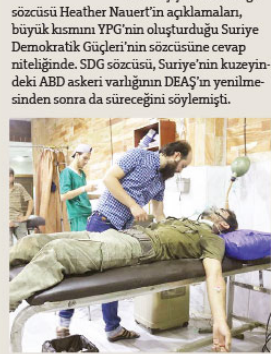 sözcüsü Heather Nauert'in açıklamaları,
büyük kısmını YPG'nin oluşturduğu Suriye
Demokratik Güçleri'nin sözcüsüne cevap
niteliğinde. SDG sözcüsü, Suriye'nin kuzeyin-
deki ABD askeri varlığının DEAŞ'ın yenilme-
sinden sonra da süreceğini söylemişti.